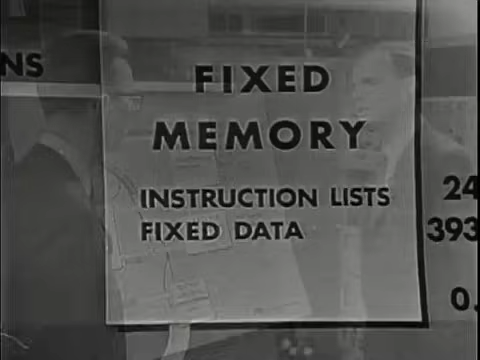 NS
FIXED
MEMORY
INSTRUCTION LISTS
FIXED DATA
24
393
0.